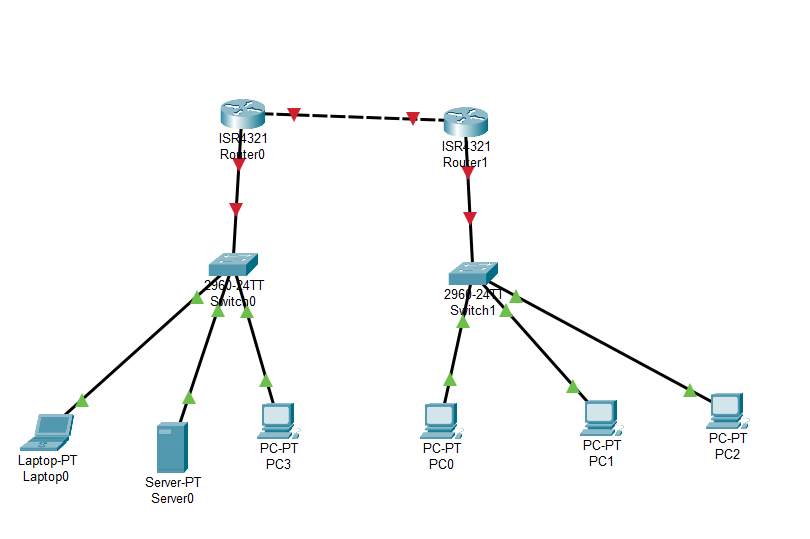 ISR4321
Router0
ISR4321
Router1
2960-24TT
Switch0
2960-24TT
Switch1
Laptop-PT
Laptop0
Server-PT
Server0
PC-PT
PC3
PC-PT
PC0
PC-PT
PC1
PC-PT
PC2